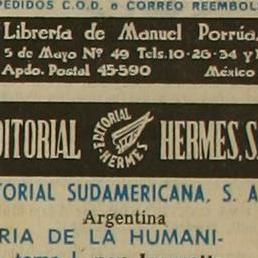 PEDIDOS C.O.D. o CORREO REEMBOL
Librería de Manuel Porrúa,
5 de Mayo Nº 49 Tels. 10-26-34 y
Apdo. Postal 45-590 México
EDITORIAL HERMES
DITORIAL HERMES, S.
TORIAL SUDAMERICANA, S. A.
Argentina
RIA DE LA HUMANI-